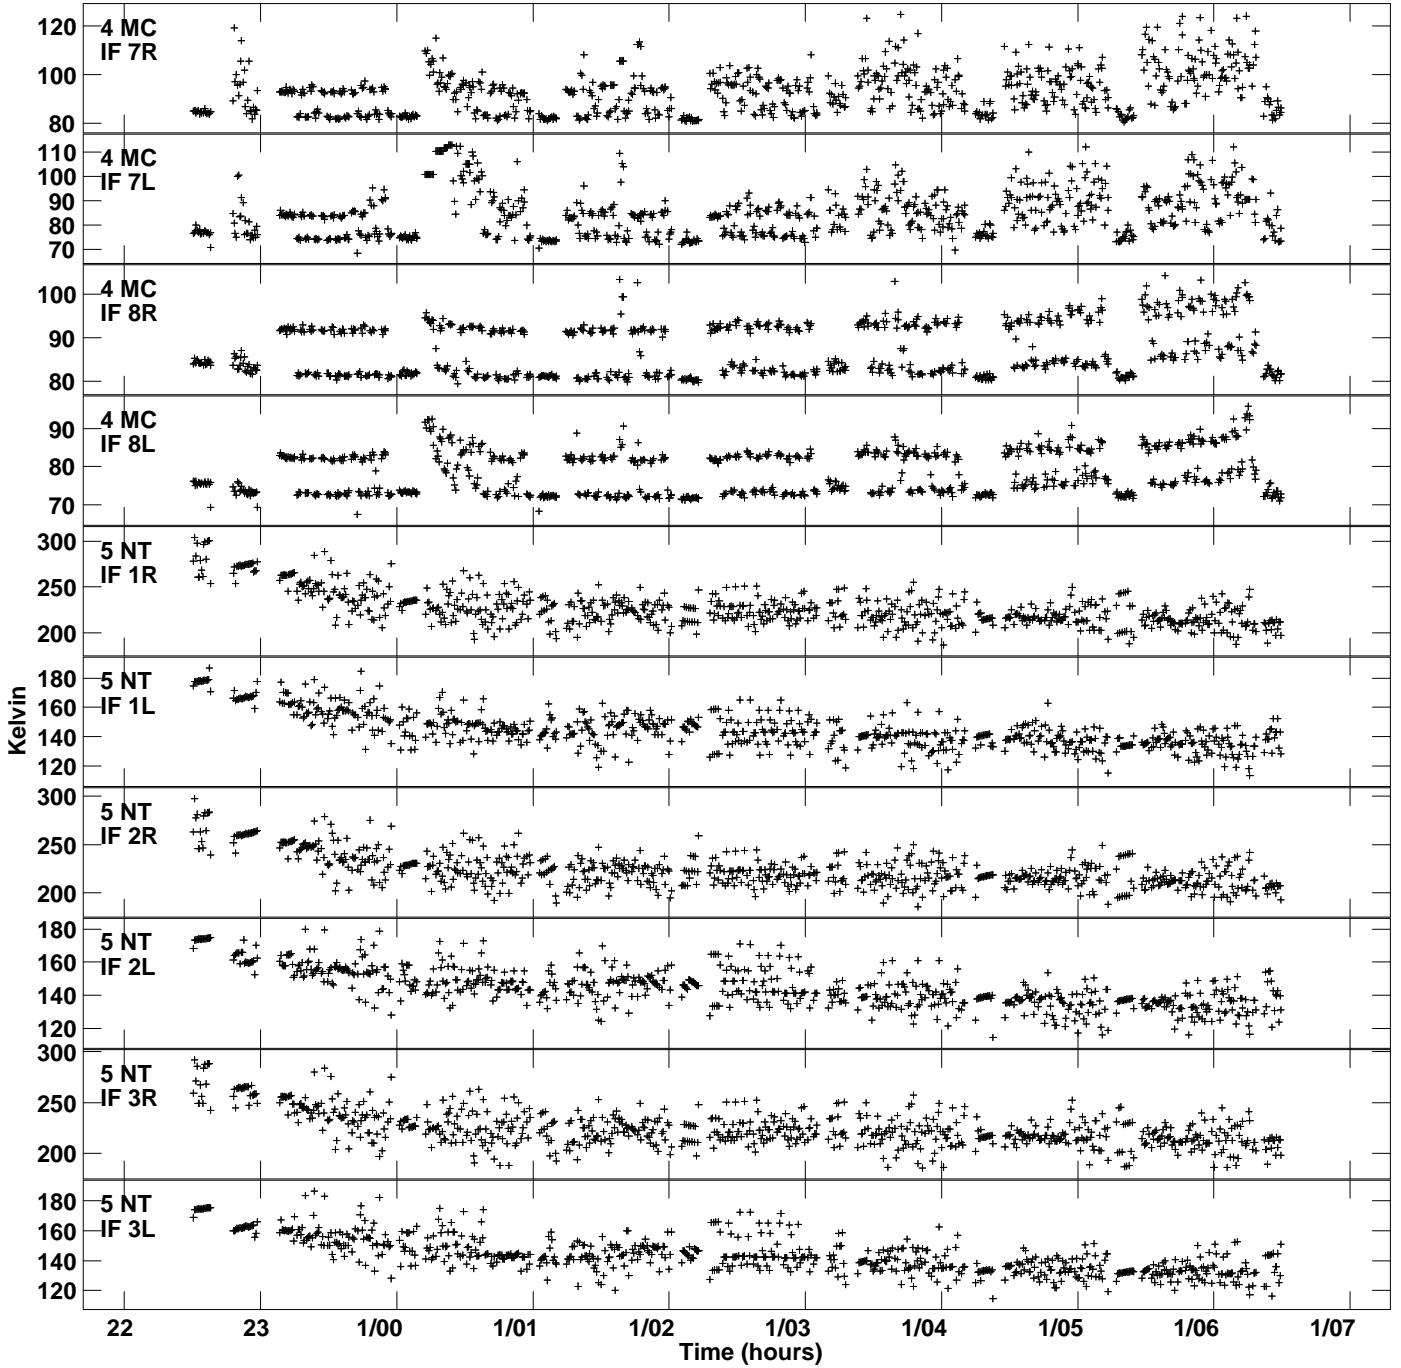 4 MC
IF 7R
120
100
80
4 MC
IF 7L
110
100
90
80
70
4 MC
IF 8R
100
90
80
4 MC
IF 8L
90
80
70
5 NT
IF 1R
300
250
200
5 NT
IF 1L
180
160
140
120
5 NT
IF 2R
300
250
200
5 NT
IF 2L
180
160
140
120
5 NT
IF 3R
300
250
200
5 NT
IF 3L
180
160
140
120
Kelvin
22 23 1/00 1/01 1/02 1/03 1/04 1/05 1/06 1/07
Time (hours)